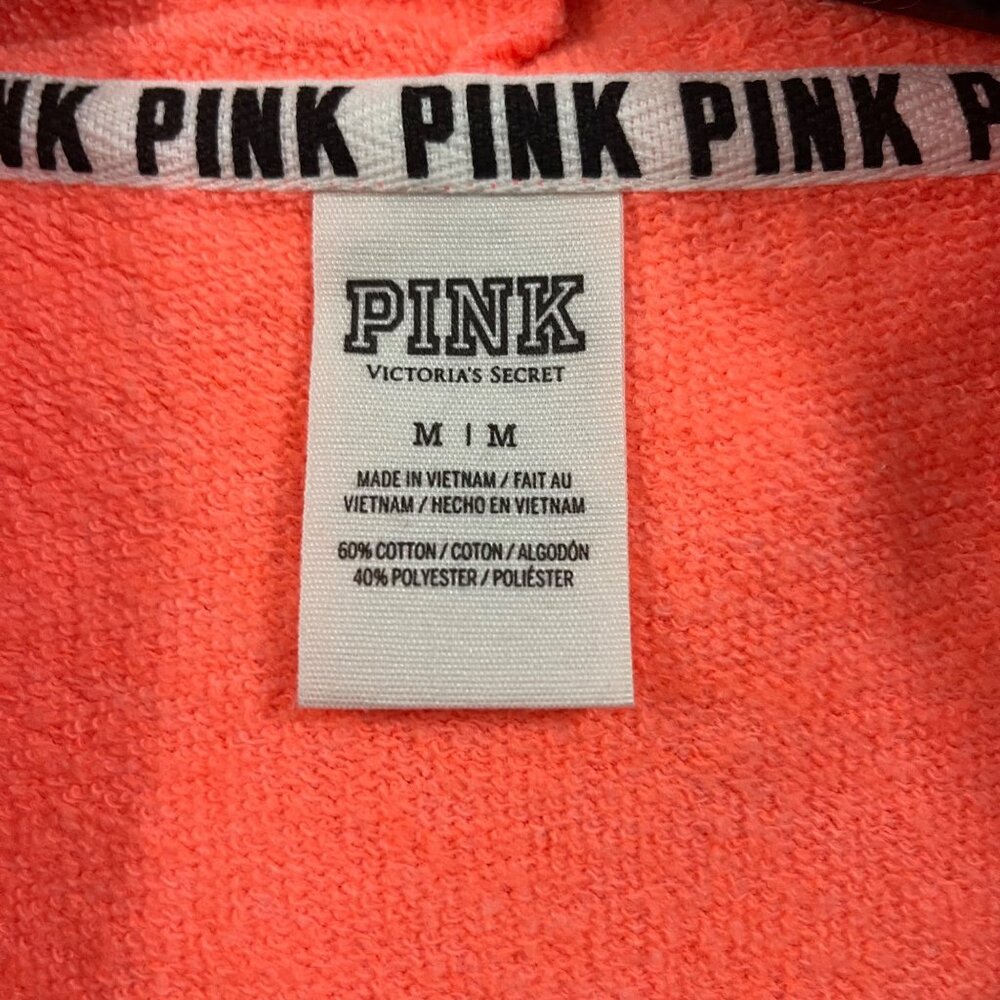 NK PINK PINK PINK P
PINK
VICTORIA'S SECRET
M | M
MADE IN VIETNAM / FAIT AU
VIETNAM / HECHO EN VIETNAM
60% COTTON / COTON / ALGODÓN
40% POLYESTER / POLIÉSTER